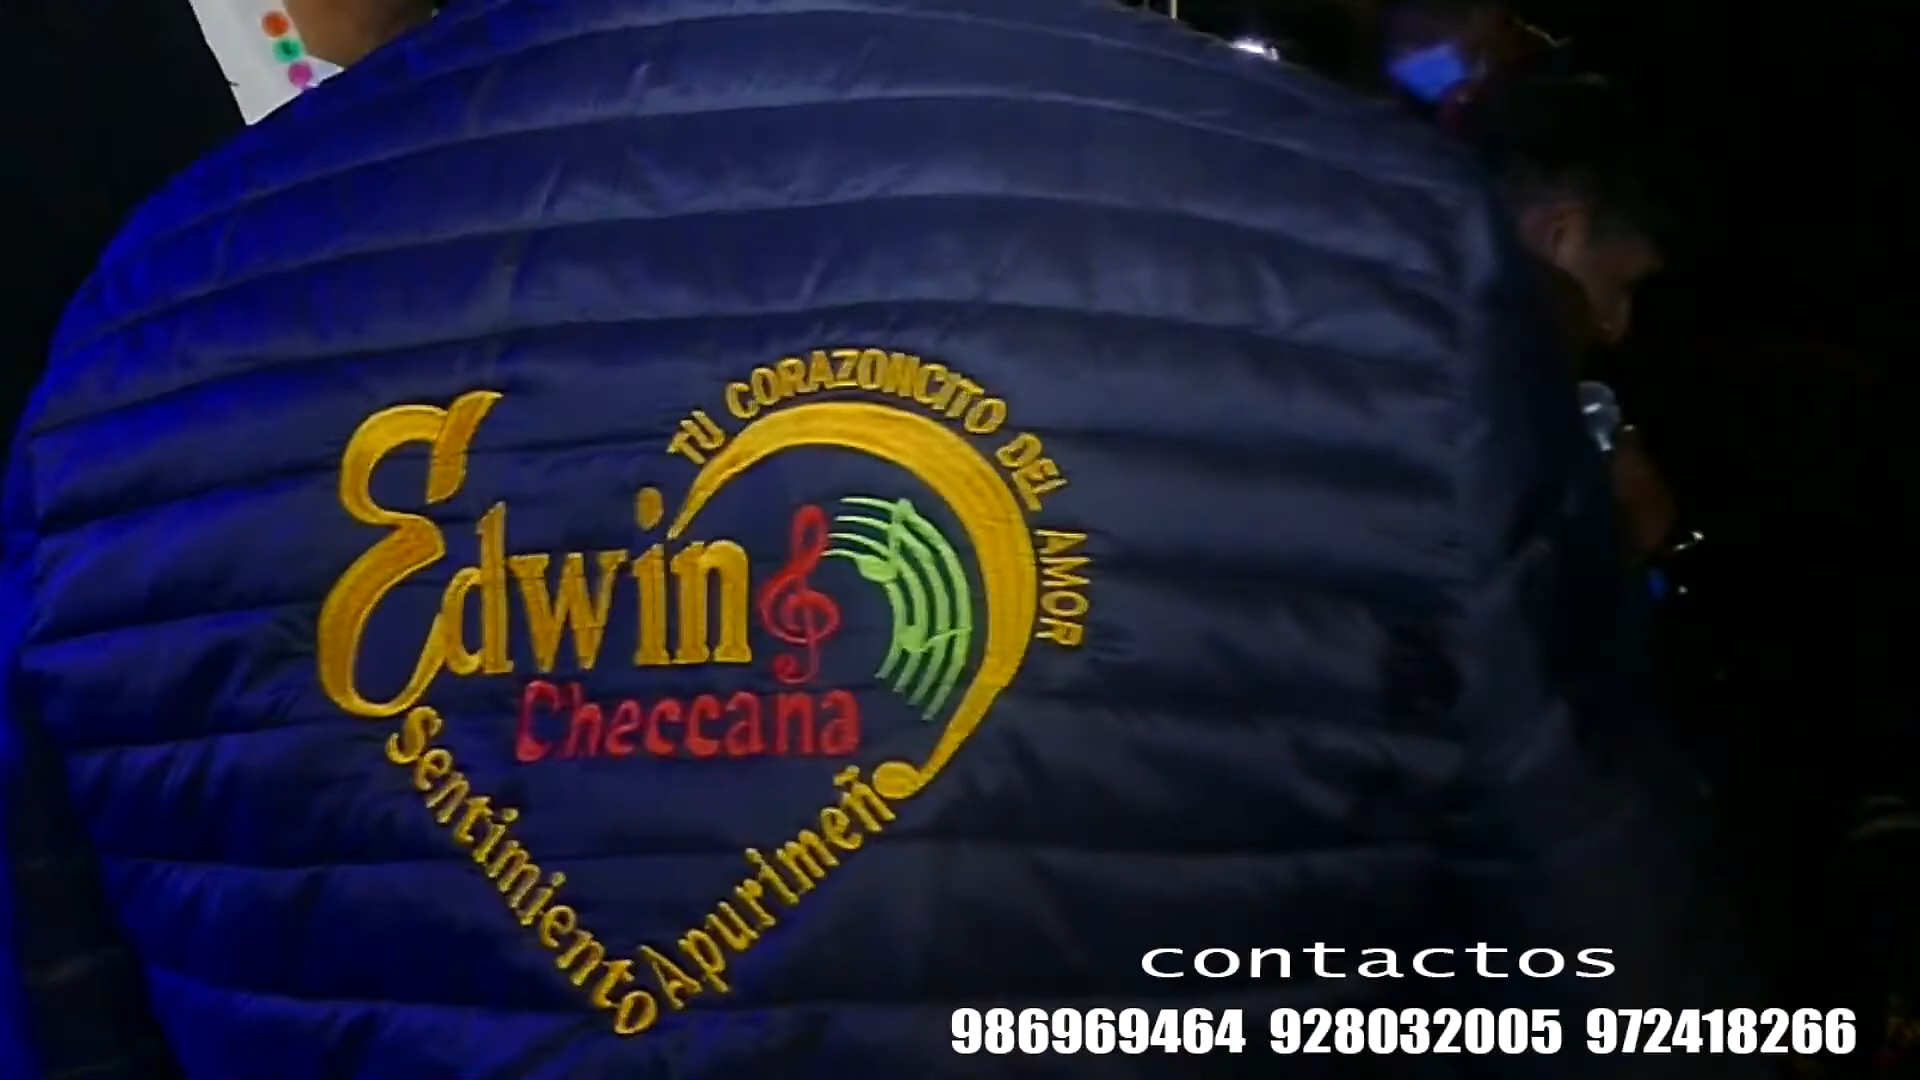 TU CORAZONCITO DEL AMOR
Edwin
Checcana
Sentimiento Apurimeño
contactos
986969464 928032005 972418266